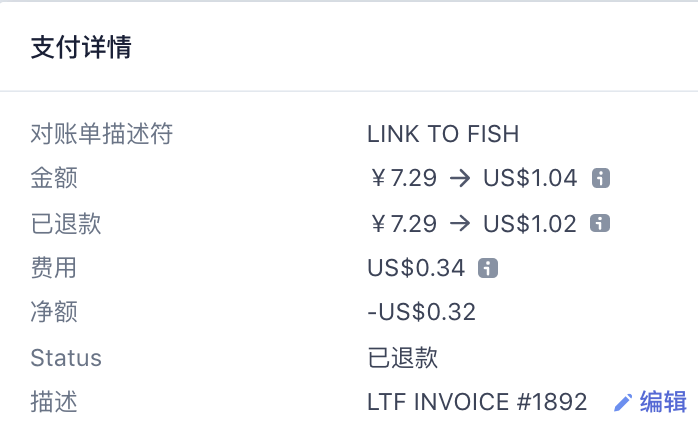 支付详情
对账单描述符 LINK TO FISH
金额 ¥7.29 → US$1.04
已退款 ¥7.29 → US$1.02
费用 US$0.34
净额 -US$0.32
Status 已退款
描述 LTF INVOICE #1892 编辑